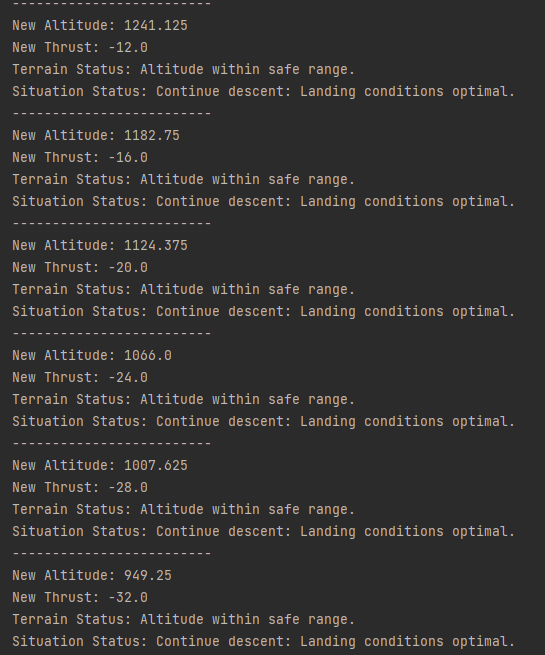 -------------------------
New Altitude: 1241.125
New Thrust: -12.0
Terrain Status: Altitude within safe range.
Situation Status: Continue descent: Landing conditions optimal.
-------------------------
New Altitude: 1182.75
New Thrust: -16.0
Terrain Status: Altitude within safe range.
Situation Status: Continue descent: Landing conditions optimal.
-------------------------
New Altitude: 1124.375
New Thrust: -20.0
Terrain Status: Altitude within safe range.
Situation Status: Continue descent: Landing conditions optimal.
-------------------------
New Altitude: 1066.0
New Thrust: -24.0
Terrain Status: Altitude within safe range.
Situation Status: Continue descent: Landing conditions optimal.
-------------------------
New Altitude: 1007.625
New Thrust: -28.0
Terrain Status: Altitude within safe range.
Situation Status: Continue descent: Landing conditions optimal.
-------------------------
New Altitude: 949.25
New Thrust: -32.0
Terrain Status: Altitude within safe range.
Situation Status: Continue descent: Landing conditions optimal.